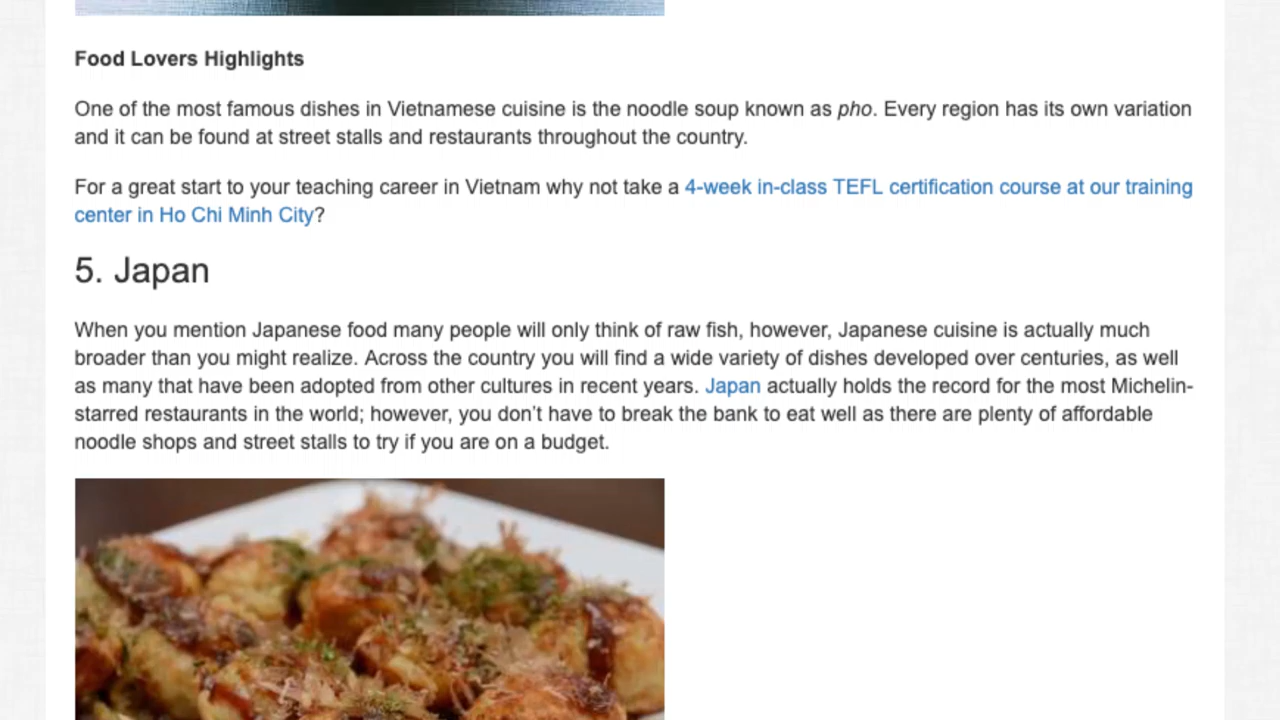 Food Lovers Highlights
One of the most famous dishes in Vietnamese cuisine is the noodle soup known as pho. Every region has its own variation
and it can be found at street stalls and restaurants throughout the country.
For a great start to your teaching career in Vietnam why not take a 4-week in-class TEFL certification course at our training
center in Ho Chi Minh City?
5. Japan
When you mention Japanese food many people will only think of raw fish, however, Japanese cuisine is actually much
broader than you might realize. Across the country you will find a wide variety of dishes developed over centuries, as well
as many that have been adopted from other cultures in recent years. Japan actually holds the record for the most Michelin-
starred restaurants in the world; however, you don’t have to break the bank to eat well as there are plenty of affordable
noodle shops and street stalls to try if you are on a budget.